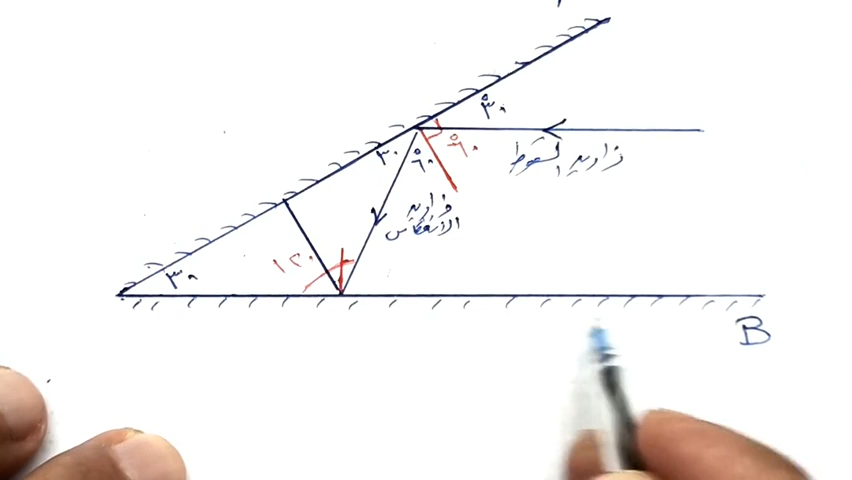 °٣٠
°٦٠
زاوية السقوط
٣٠
°٦٠
زاوية
الانعكاس
١٢٠
٣٠
B